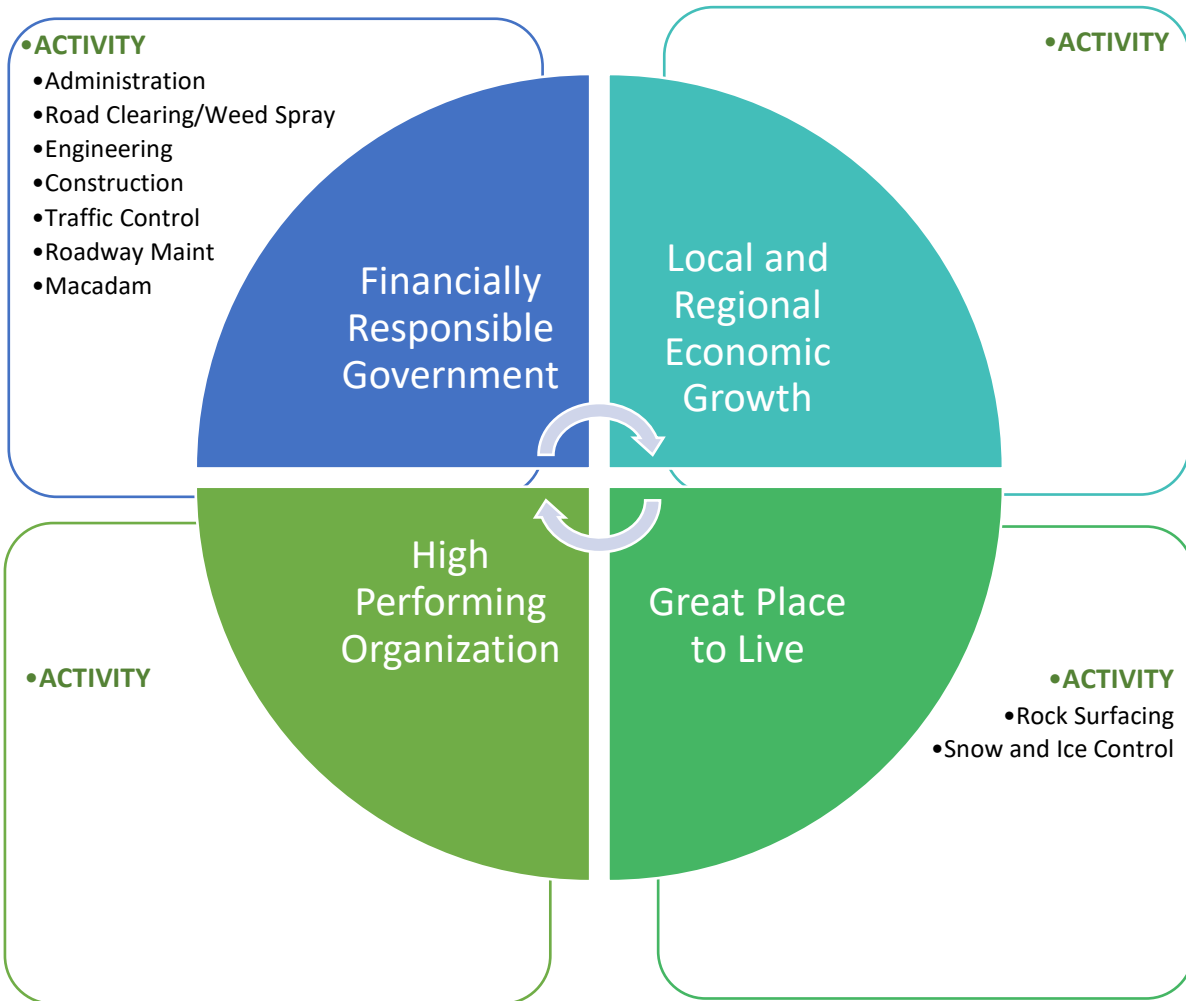 •ACTIVITY
•Administration
•Road Clearing/Weed Spray
•Engineering
•Construction
•Traffic Control
•Roadway Maint
•Macadam
Financially
Responsible
Government
•ACTIVITY
Local and
Regional
Economic
Growth
•ACTIVITY
High
Performing
Organization
Great Place
to Live
•ACTIVITY
•Rock Surfacing
•Snow and Ice Control